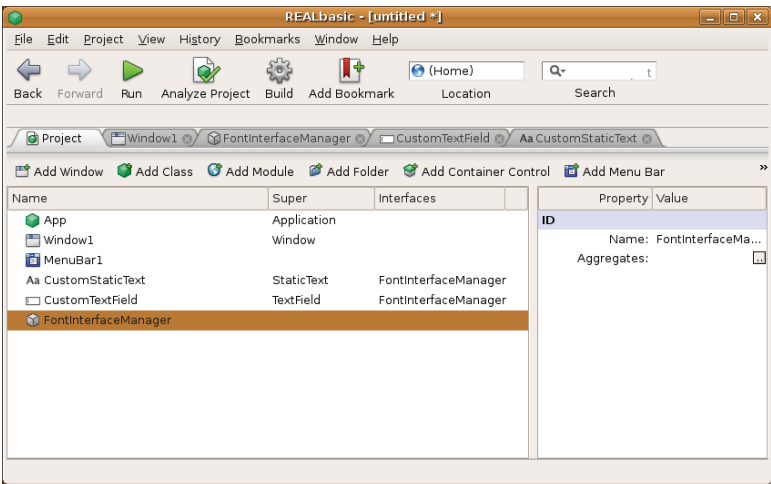 REALbasic - [untitled *]
File Edit Project View History Bookmarks Window Help
(Home)
Back Forward Run Analyze Project Build Add Bookmark Location Search
Project Window1 FontInterfaceManager CustomTextField Aa CustomStaticText
Add Window Add Class Add Module Add Folder Add Container Control Add Menu Bar »
Name Super Interfaces Property Value
App Application ID
Window1 Window Name: FontInterfaceMa...
MenuBar1 Aggregates: ...
Aa CustomStaticText StaticText FontInterfaceManager
CustomTextField TextField FontInterfaceManager
FontInterfaceManager